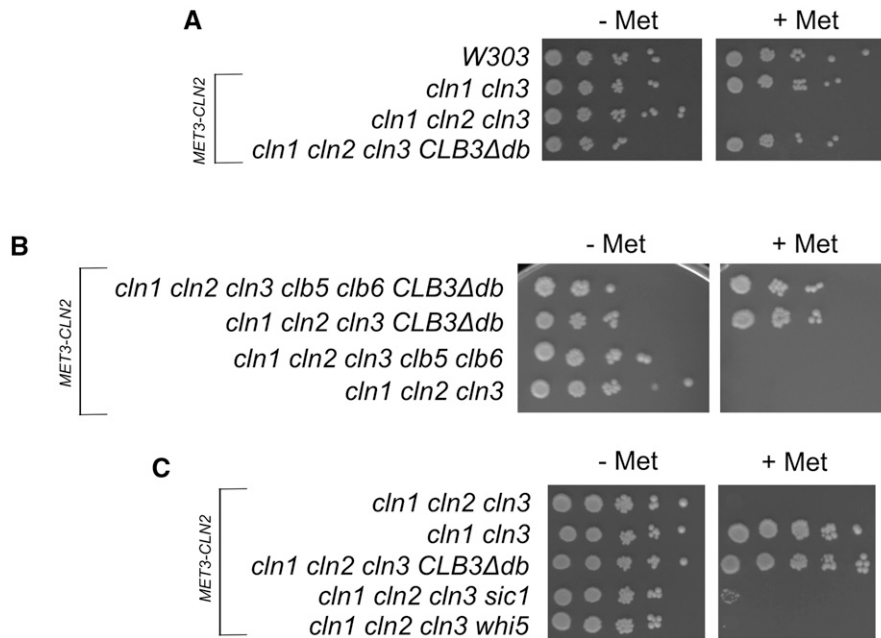 A
- Met
+ Met
MET3-CLN2
W303
cln1 cln3
cln1 cln2 cln3
cln1 cln2 cln3 CLB3Δdb
B
- Met
+ Met
MET3-CLN2
cln1 cln2 cln3 clb5 clb6 CLB3Δdb
cln1 cln2 cln3 CLB3Δdb
cln1 cln2 cln3 clb5 clb6
cln1 cln2 cln3
C
- Met
+ Met
MET3-CLN2
cln1 cln2 cln3
cln1 cln3
cln1 cln2 cln3 CLB3Δdb
cln1 cln2 cln3 sic1
cln1 cln2 cln3 whi5